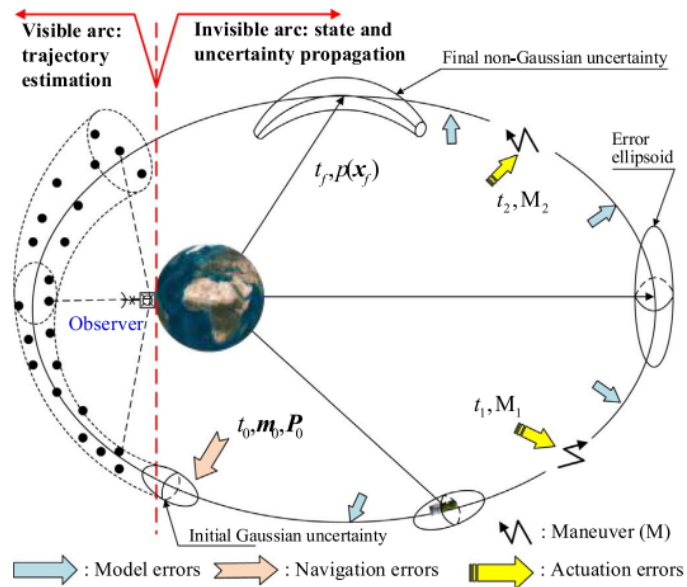 Visible arc:
trajectory
estimation
Invisible arc: state and
uncertainty propagation
Final non-Gaussian uncertainty
Error
ellipsoid
t_f, p(x_f)
t_2, M_2
Observer
t_0, m_0, P_0
t_1, M_1
Initial Gaussian uncertainty
: Maneuver (M)
: Model errors
: Navigation errors
: Actuation errors